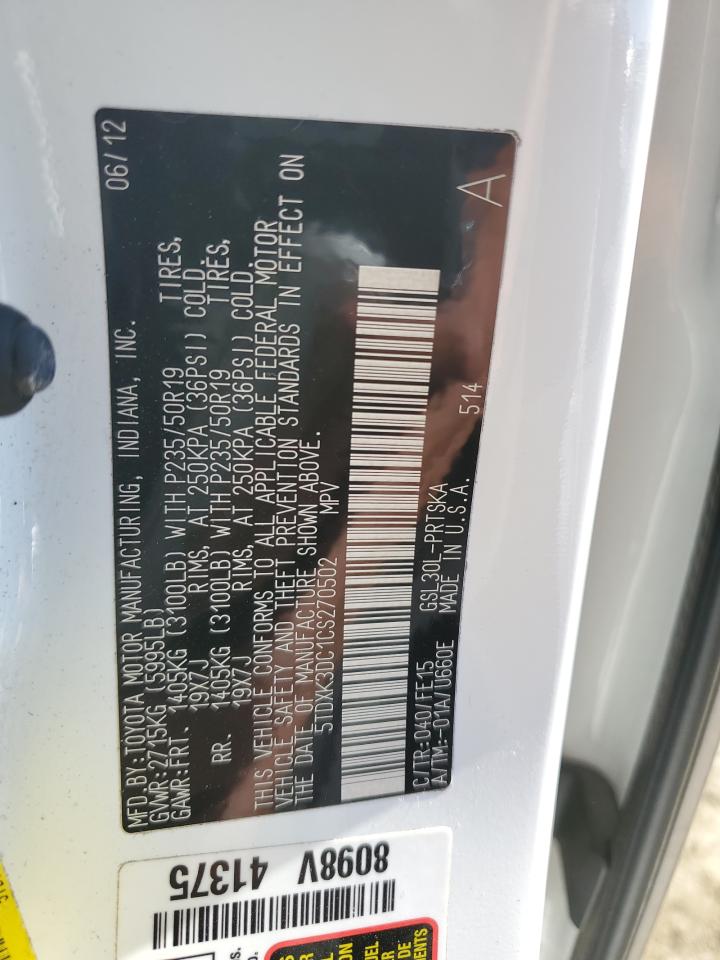 MFD.BY:TOYOTA MOTOR MANUFACTURING, INDIANA, INC. 06/12
GVWR:2715KG (5995LB)
GAWR:FRT. 1405KG (3100LB) WITH P235/50R19 TIRES,
19X7J RIMS, AT 250KPA (36PSI) COLD.
RR. 1405KG (3100LB) WITH P235/50R19 TIRES,
19X7J RIMS, AT 250KPA (36PSI) COLD.
THIS VEHICLE CONFORMS TO ALL APPLICABLE FEDERAL MOTOR
VEHICLE SAFETY AND THEFT PREVENTION STANDARDS IN EFFECT ON
THE DATE OF MANUFACTURE SHOWN ABOVE.
5TDXK3DC1CS270502 MPV
514
C/TR:040/FE15 GSL30L-PRTSKA
A/TM:-01A/U660E MADE IN U.S.A. A
8098V 41375